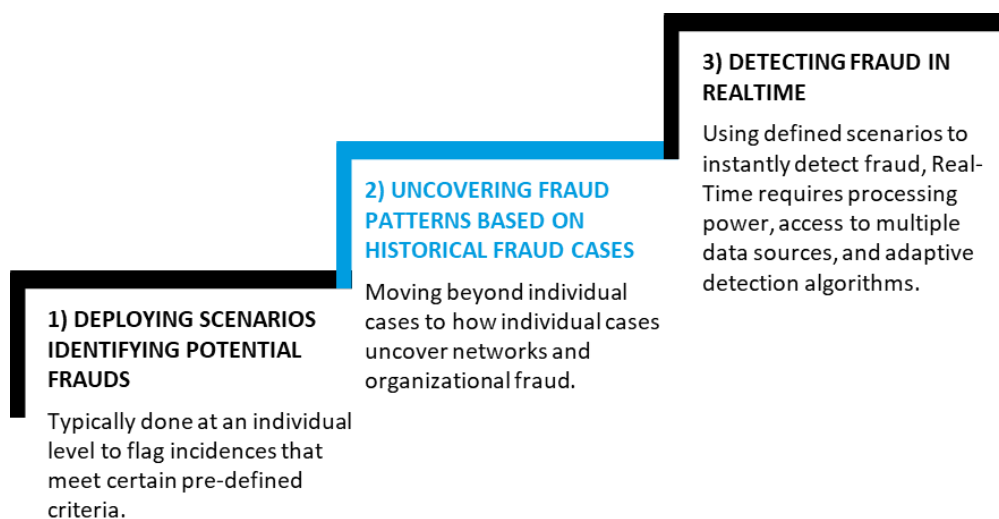 1) DEPLOYING SCENARIOS
IDENTIFYING POTENTIAL
FRAUDS
Typically done at an individual
level to flag incidences that
meet certain pre-defined
criteria.
2) UNCOVERING FRAUD
PATTERNS BASED ON
HISTORICAL FRAUD CASES
Moving beyond individual
cases to how individual cases
uncover networks and
organizational fraud.
3) DETECTING FRAUD IN
REALTIME
Using defined scenarios to
instantly detect fraud, Real-
Time requires processing
power, access to multiple
data sources, and adaptive
detection algorithms.